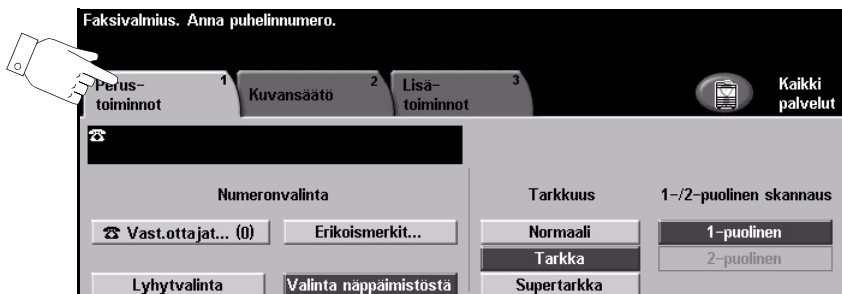 Faksivalmius. Anna puhelinnumero.
Perus-
toiminnot
1
Kuvansäätö
2
Lisä-
toiminnot
3
Kaikki
palvelut
Numeronvalinta
Tarkkuus
1-/2-puolinen skannaus
Vast.ottajat... (0)
Erikoismerkit...
Normaali
1-puolinen
Tarkka
2-puolinen
Lyhytvalinta
Valinta näppäimistöstä
Supertarkka